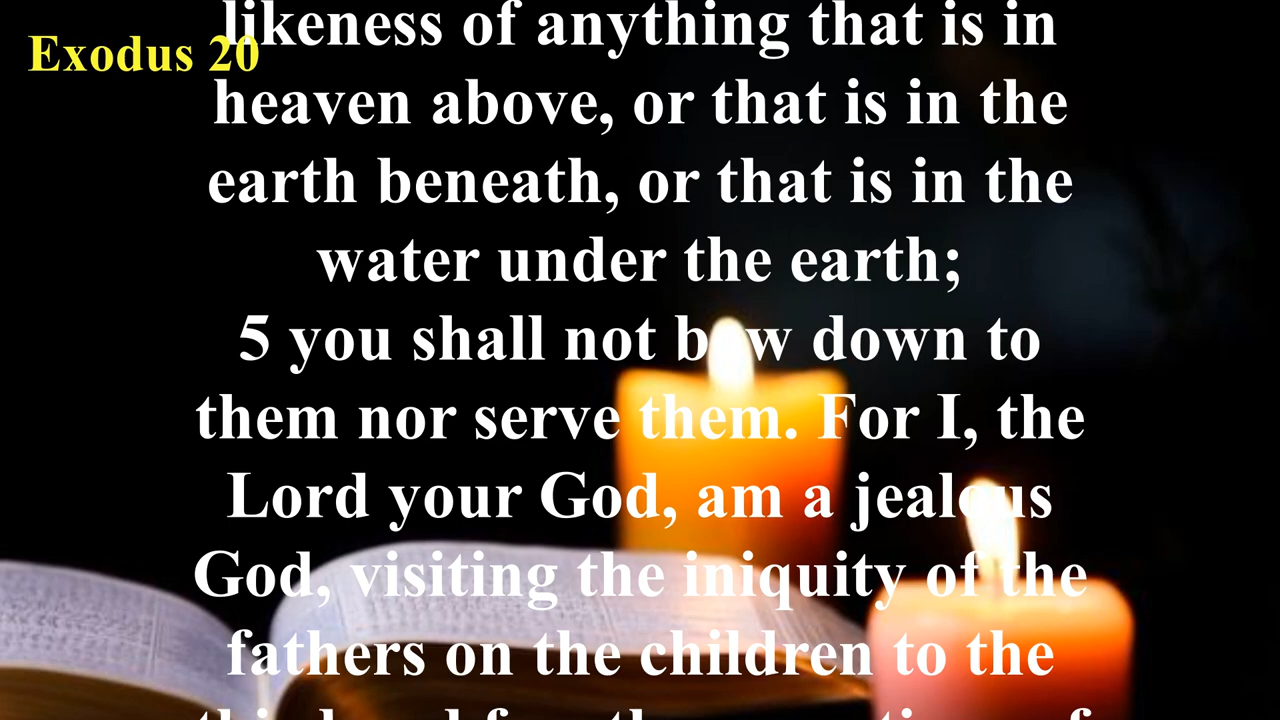 Exodus 20
likeness of anything that is in
heaven above, or that is in the
earth beneath, or that is in the
water under the earth;
5 you shall not bow down to
them nor serve them. For I, the
Lord your God, am a jealous
God, visiting the iniquity of the
fathers on the children to the